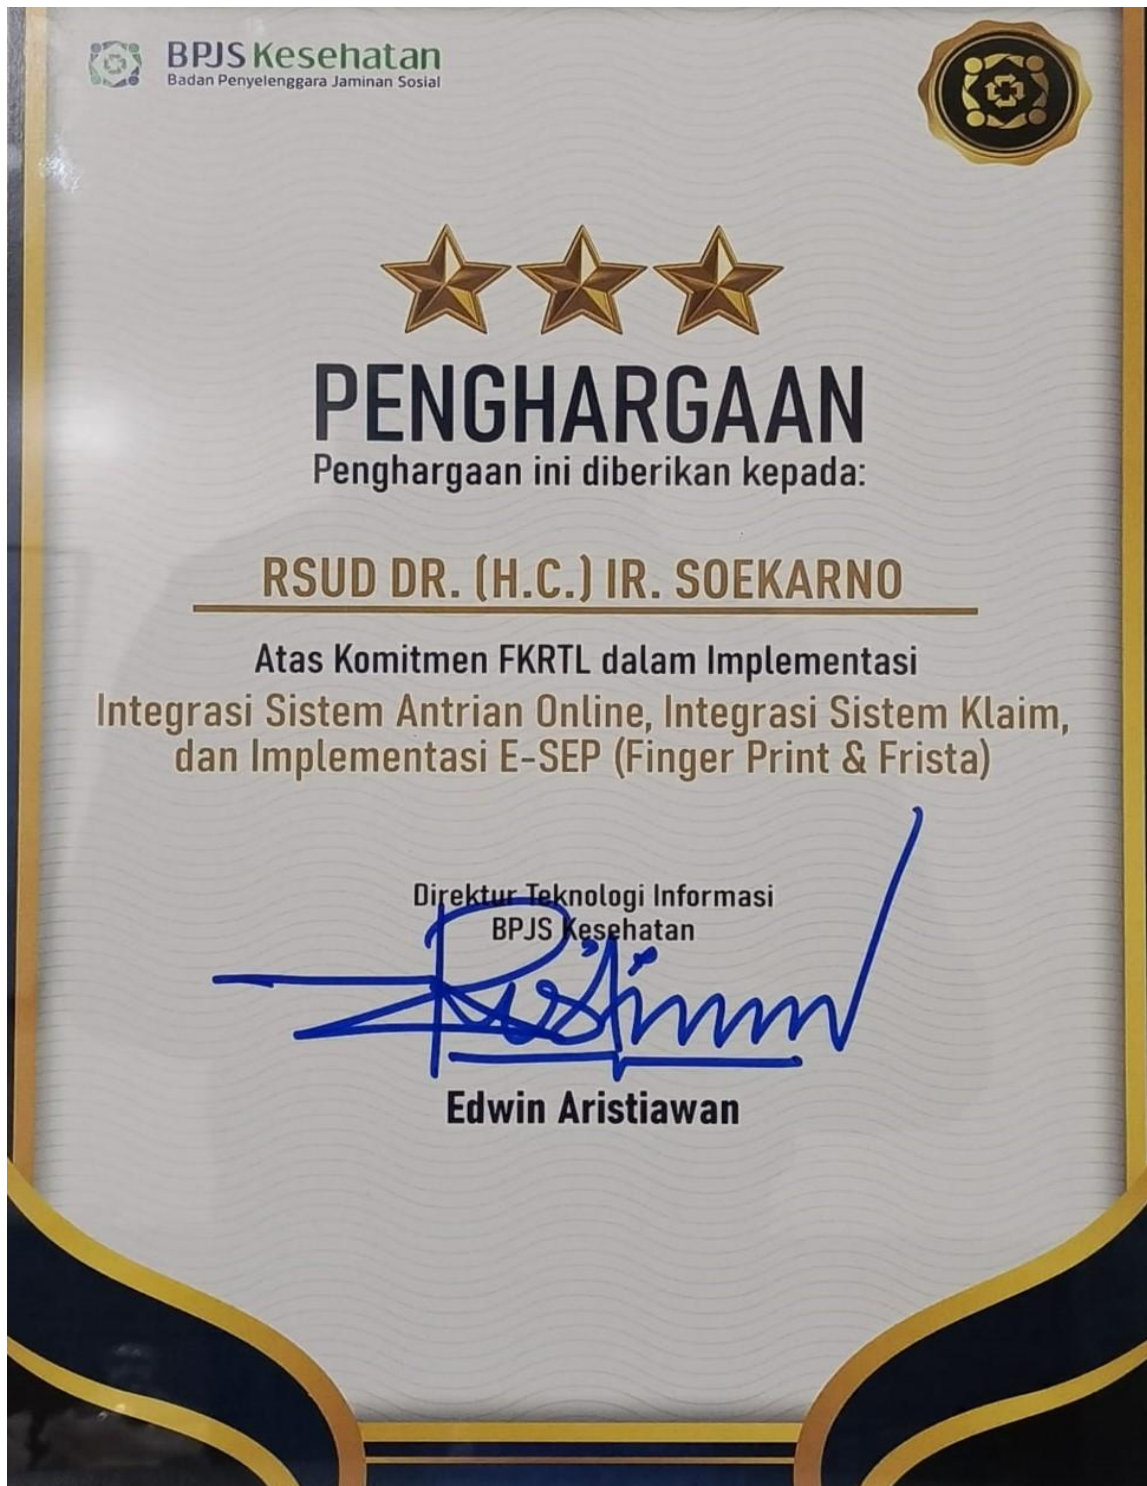 BPJS Kesehatan
Badan Penyelenggara Jaminan Sosial
PENGHARGAAN
Penghargaan ini diberikan kepada:
RSUD DR. (H.C.) IR. SOEKARNO
Atas Komitmen FKRTL dalam Implementasi
Integrasi Sistem Antrian Online, Integrasi Sistem Klaim,
dan Implementasi E-SEP (Finger Print & Frista)
Direktur Teknologi Informasi
BPJS Kesehatan
Edwin Aristiawan